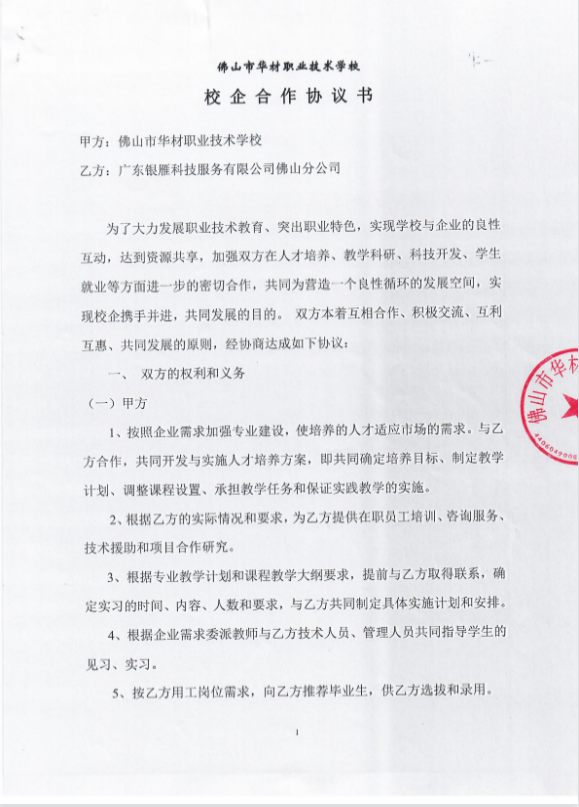 佛山市华材职业技术学校
校企合作协议书
甲方：佛山市华材职业技术学校
乙方：广东银雁科技服务有限公司佛山分公司
为了大力发展职业技术教育、突出职业特色，实现学校与企业的良性
互动，达到资源共享，加强双方在人才培养、教学科研、科技开发、学生
就业等方面进一步的密切合作，共同为营造一个良性循环的发展空间，实
现校企携手并进，共同发展的目的。 双方本着互相合作、积极交流、互利
互惠、共同发展的原则，经协商达成如下协议：
一、 双方的权利和义务
（一）甲方
1、按照企业需求加强专业建设，使培养的人才适应市场的需求。与乙
方合作，共同开发与实施人才培养方案，即共同确定培养目标、制定教学
计划、调整课程设置、承担教学任务和保证实践教学的实施。
2、根据乙方的实际情况和要求，为乙方提供在职员工培训、咨询服务、
技术援助和项目合作研究。
3、根据专业教学计划和课程教学大纲要求，提前与乙方取得联系，确
定实习的时间、内容、人数和要求，与乙方共同制定具体实施计划和安排。
4、根据企业需求委派教师与乙方技术人员、管理人员共同指导学生的
见习、实习。
5、按乙方用工岗位需求，向乙方推荐毕业生，供乙方选拔和录用。
1
佛山市华材